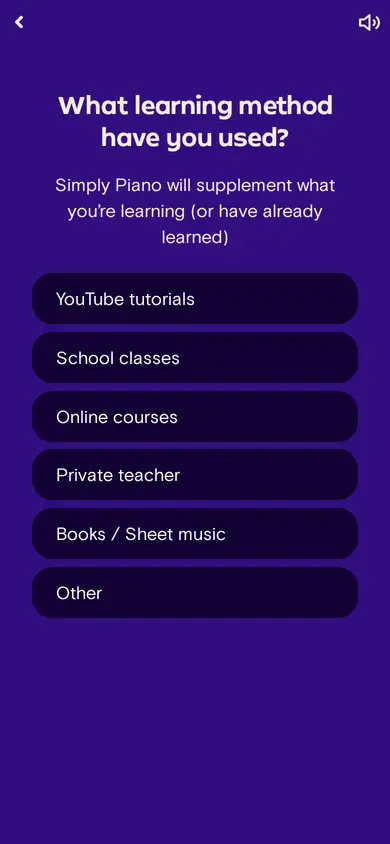 What learning method
have you used?
Simply Piano will supplement what
you're learning (or have already
learned)
YouTube tutorials
School classes
Online courses
Private teacher
Books / Sheet music
Other